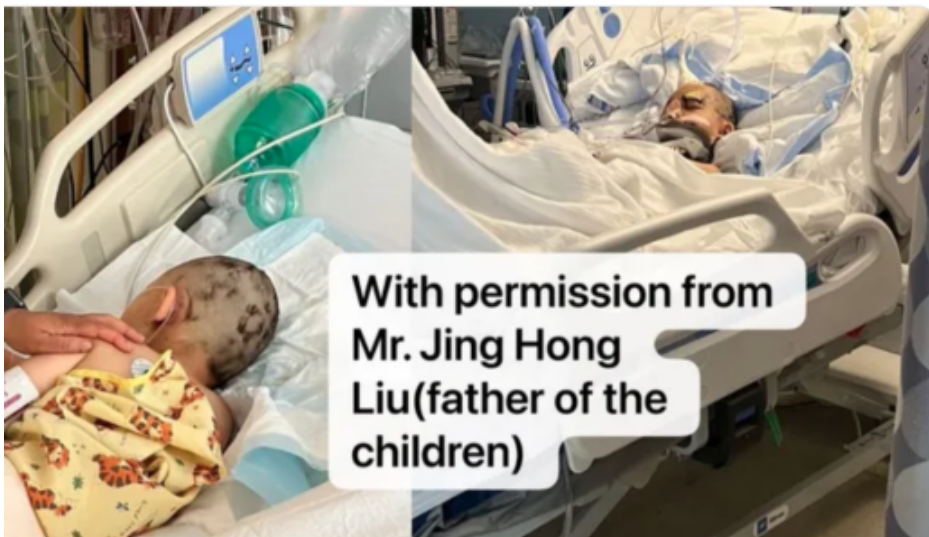 With permission from
Mr. Jing Hong
Liu(father of the
children)